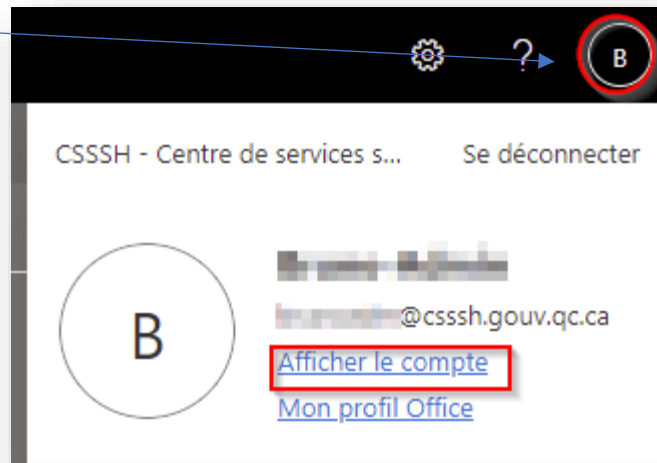 ? B
CSSSH - Centre de services s... Se déconnecter
B
@csssh.gouv.qc.ca
Afficher le compte
Mon profil Office